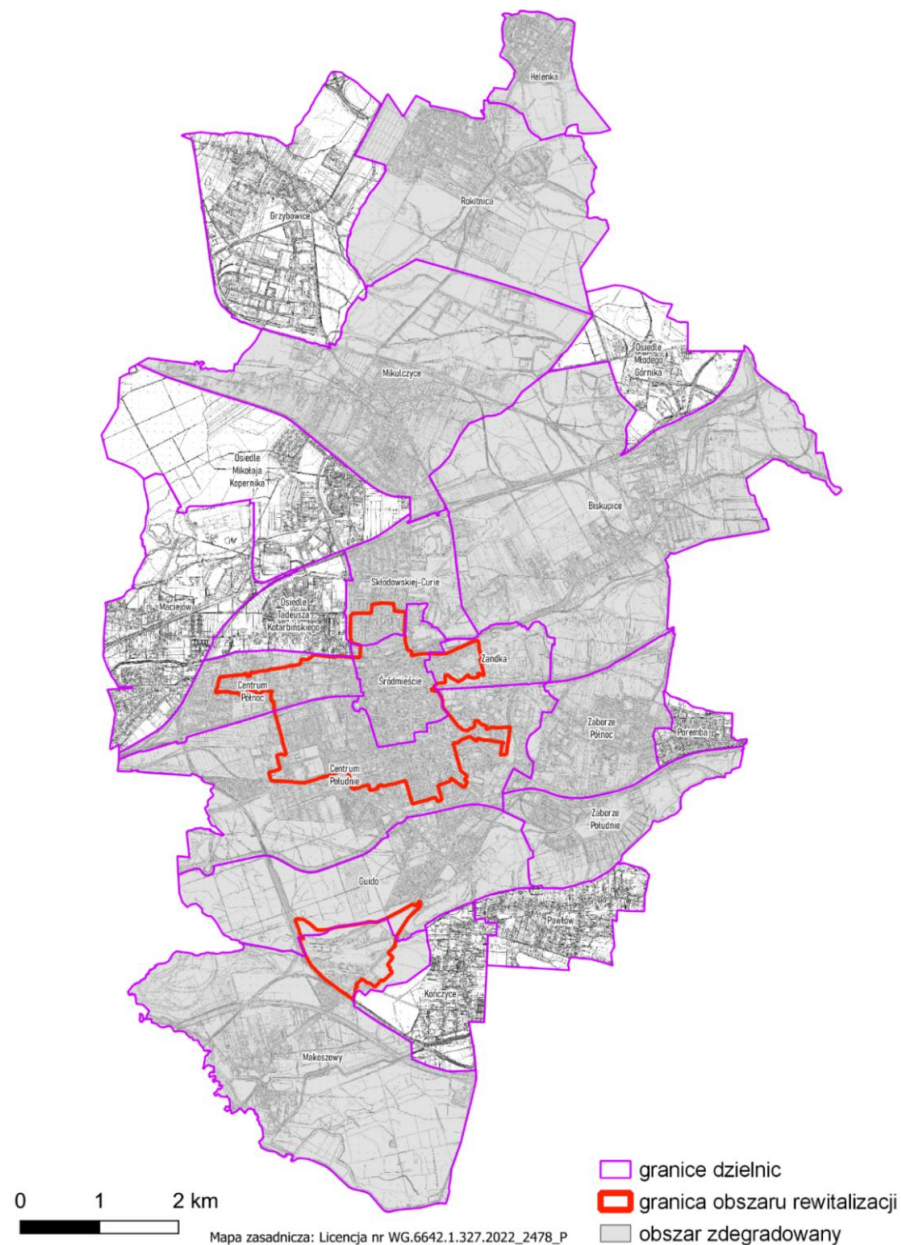 Helenka
Rokitnica
Grzybowice
Osiedle
Młodego
Górnika
Mikulczyce
Osiedle
Mikołaja
Kopernika
Biskupice
Skłodowskiej-Curie
Maciejów
Osiedle
Tadeusza
Kotarbińskiego
Zandka
Śródmieście
Centrum
Północ
Zaborze
Północ
Poremba
Centrum
Południe
Zaborze
Południe
Guido
Pawłów
Kończyce
Makoszowy
granice dzielnic
granica obszaru rewitalizacji
obszar zdegradowany
0 1 2 km
Mapa zasadnicza: Licencja nr WG.6642.1.327.2022_2478_P